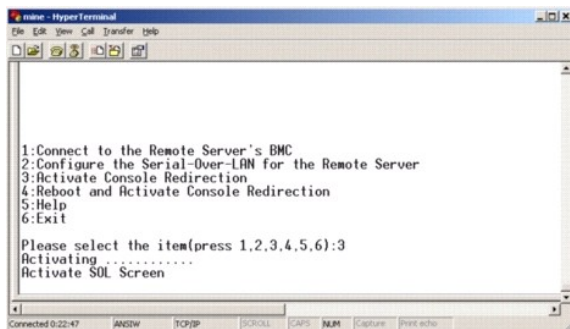 mine - HyperTerminal
File Edit View Call Transfer Help
1:Connect to the Remote Server's BMC
2:Configure the Serial-Over-LAN for the Remote Server
3:Activate Console Redirection
4:Reboot and Activate Console Redirection
5:Help
6:Exit
Please select the item(press 1,2,3,4,5,6):3
Activating ............
Activate SOL Screen
Connected 0:22:47 ANSIW TCP/IP SCROLL CAPS NUM Capture Print echo